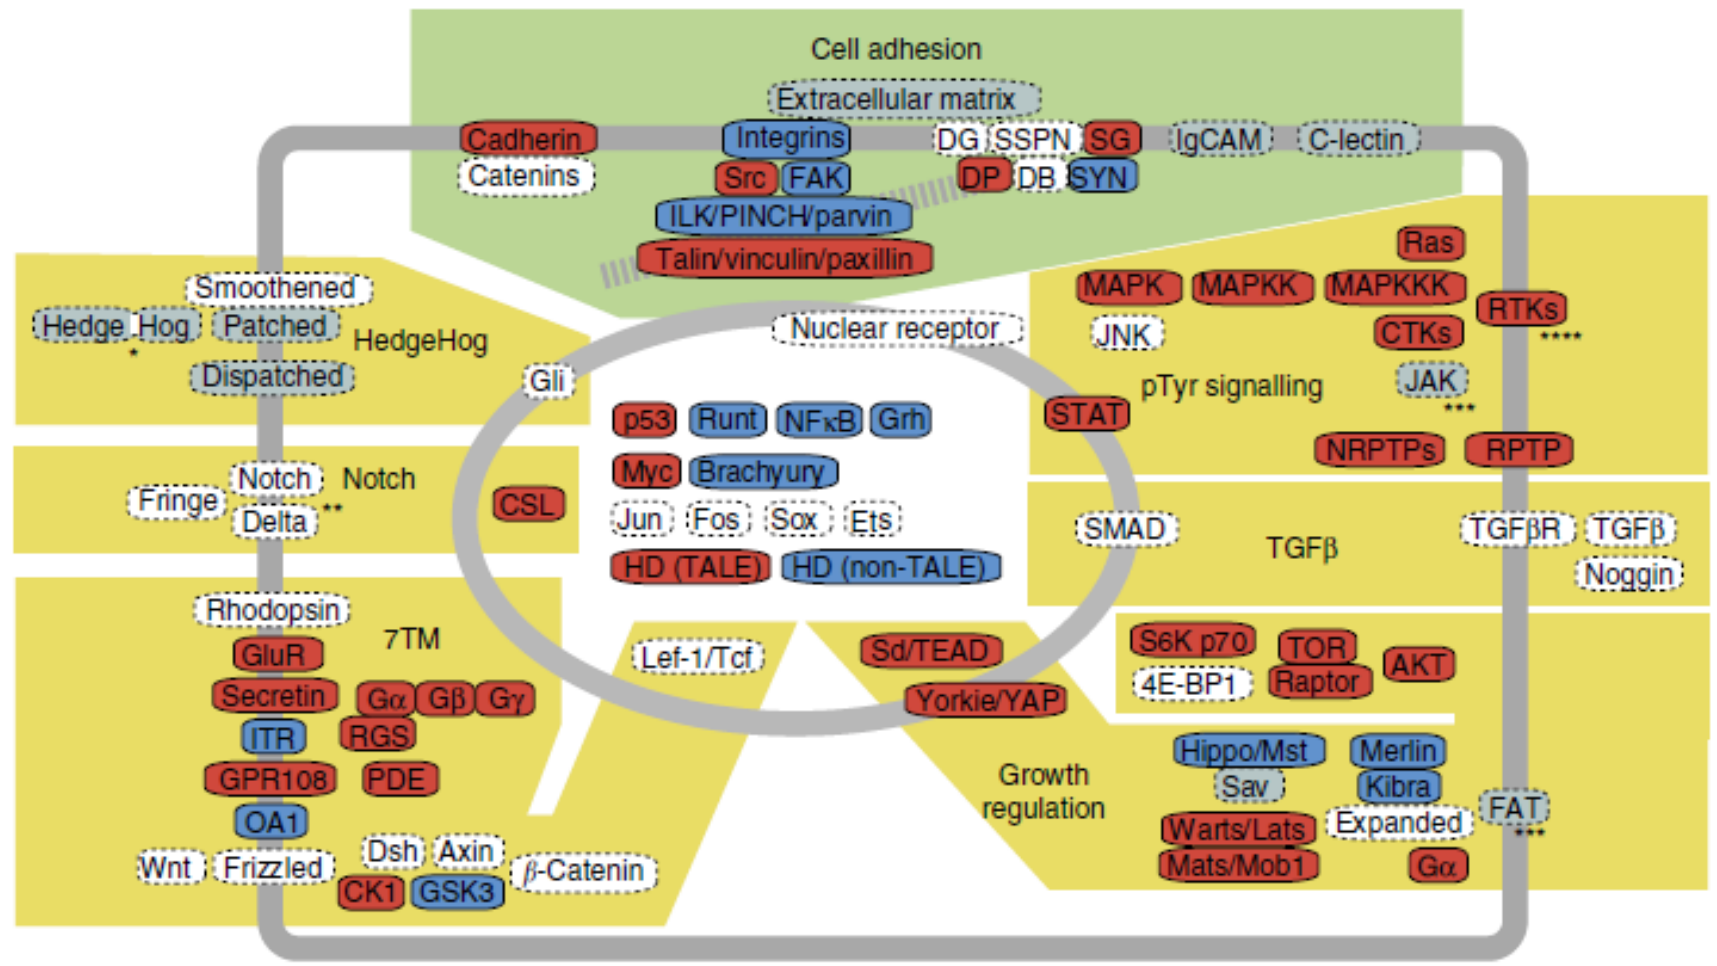 Cell adhesion
Extracellular matrix
Cadherin
Catenins
Integrins
Src FAK
ILK/PINCH/parvin
Talin/vinculin/paxillin
DG SSPN SG
DP DB SYN
IgCAM
C-lectin
Smoothened
Hedge Hog Patched
*
HedgeHog
Dispatched
Gli
Nuclear receptor
Ras
MAPK MAPKK MAPKKK
RTKs
****
JNK
CTKs
pTyr signalling
JAK
***
STAT
NRPTPs RPTP
p53 Runt NFκB Grh
Myc Brachyury
Jun Fos Sox Ets
HD (TALE) HD (non-TALE)
Notch Notch
Fringe
**
Delta
CSL
SMAD
TGFβ
TGFβR TGFβ
Noggin
Rhodopsin
7TM
GluR
Secretin Gα Gβ Gγ
ITR RGS
GPR108 PDE
OA1
Wnt Frizzled
Dsh Axin
β-Catenin
CK1 GSK3
Lef-1/Tcf
Sd/TEAD
Yorkie/YAP
S6K p70
TOR
AKT
4E-BP1
Raptor
Growth
regulation
Hippo/Mst Merlin
Sav Kibra
Warts/Lats Expanded
FAT
***
Mats/Mob1 Gα